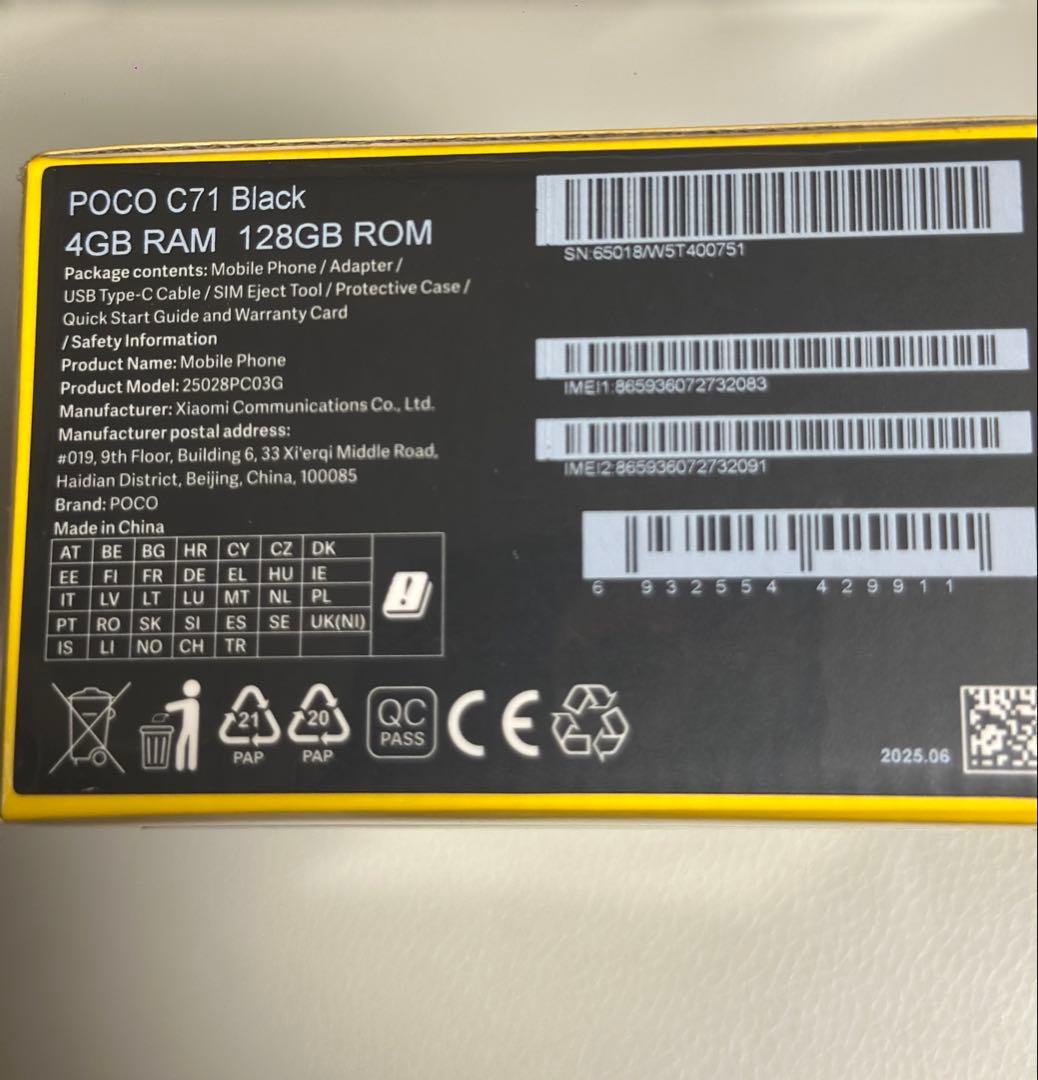 POCO C71 Black
4GB RAM 128GB ROM
Package contents: Mobile Phone / Adapter /
USB Type-C Cable / SIM Eject Tool / Protective Case /
Quick Start Guide and Warranty Card
/ Safety Information
Product Name: Mobile Phone
Product Model: 25028PC03G
Manufacturer: Xiaomi Communications Co., Ltd.
Manufacturer postal address:
#019, 9th Floor, Building 6, 33 Xi'erqi Middle Road,
Haidian District, Beijing, China, 100085
Brand: POCO
Made in China
AT BE BG HR CY CZ DK
EE FI FR DE EL HU IE
IT LV LT LU MT NL PL
PT RO SK SI ES SE UK(NI)
IS LI NO CH TR
21
PAP
20
PAP
QC
PASS
CE
SN:65018/W5T400751
IMEI1:865936072732083
IMEI2:865936072732091
6 932554 429911
2025.06